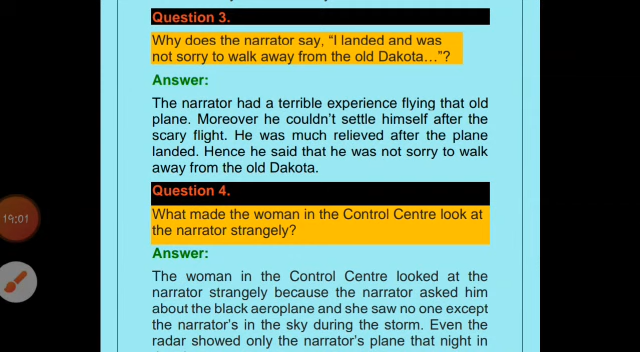 Question 3.
Why does the narrator say, “I landed and was
not sorry to walk away from the old Dakota…”?
Answer:
The narrator had a terrible experience flying that old
plane. Moreover he couldn’t settle himself after the
scary flight. He was much relieved after the plane
landed. Hence he said that he was not sorry to walk
away from the old Dakota.
Question 4.
What made the woman in the Control Centre look at
the narrator strangely?
Answer:
The woman in the Control Centre looked at the
narrator strangely because the narrator asked him
about the black aeroplane and she saw no one except
the narrator’s in the sky during the storm. Even the
radar showed only the narrator’s plane that night in
19:01